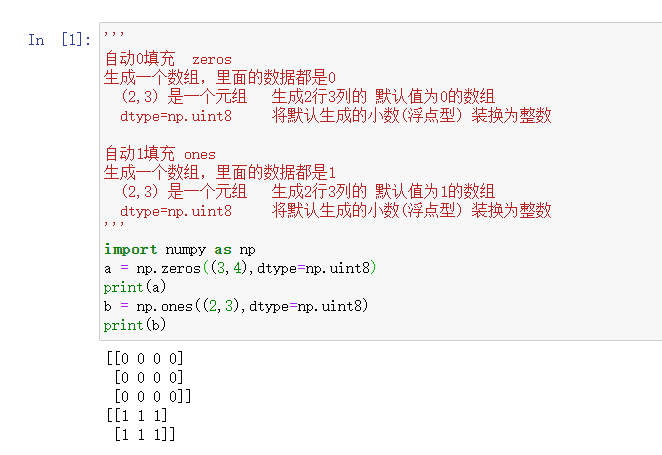 In [1]:
'''
自动0填充  zeros
生成一个数组，里面的数据都是0
  (2,3) 是一个元组   生成2行3列的 默认值为0的数组
  dtype=np.uint8     将默认生成的小数(浮点型) 装换为整数

自动1填充 ones
生成一个数组，里面的数据都是1
  (2,3) 是一个元组   生成2行3列的 默认值为1的数组
  dtype=np.uint8     将默认生成的小数(浮点型) 装换为整数
'''
import numpy as np
a = np.zeros((3,4),dtype=np.uint8)
print(a)
b = np.ones((2,3),dtype=np.uint8)
print(b)
[[0 0 0 0]
 [0 0 0 0]
 [0 0 0 0]]
[[1 1 1]
 [1 1 1]]